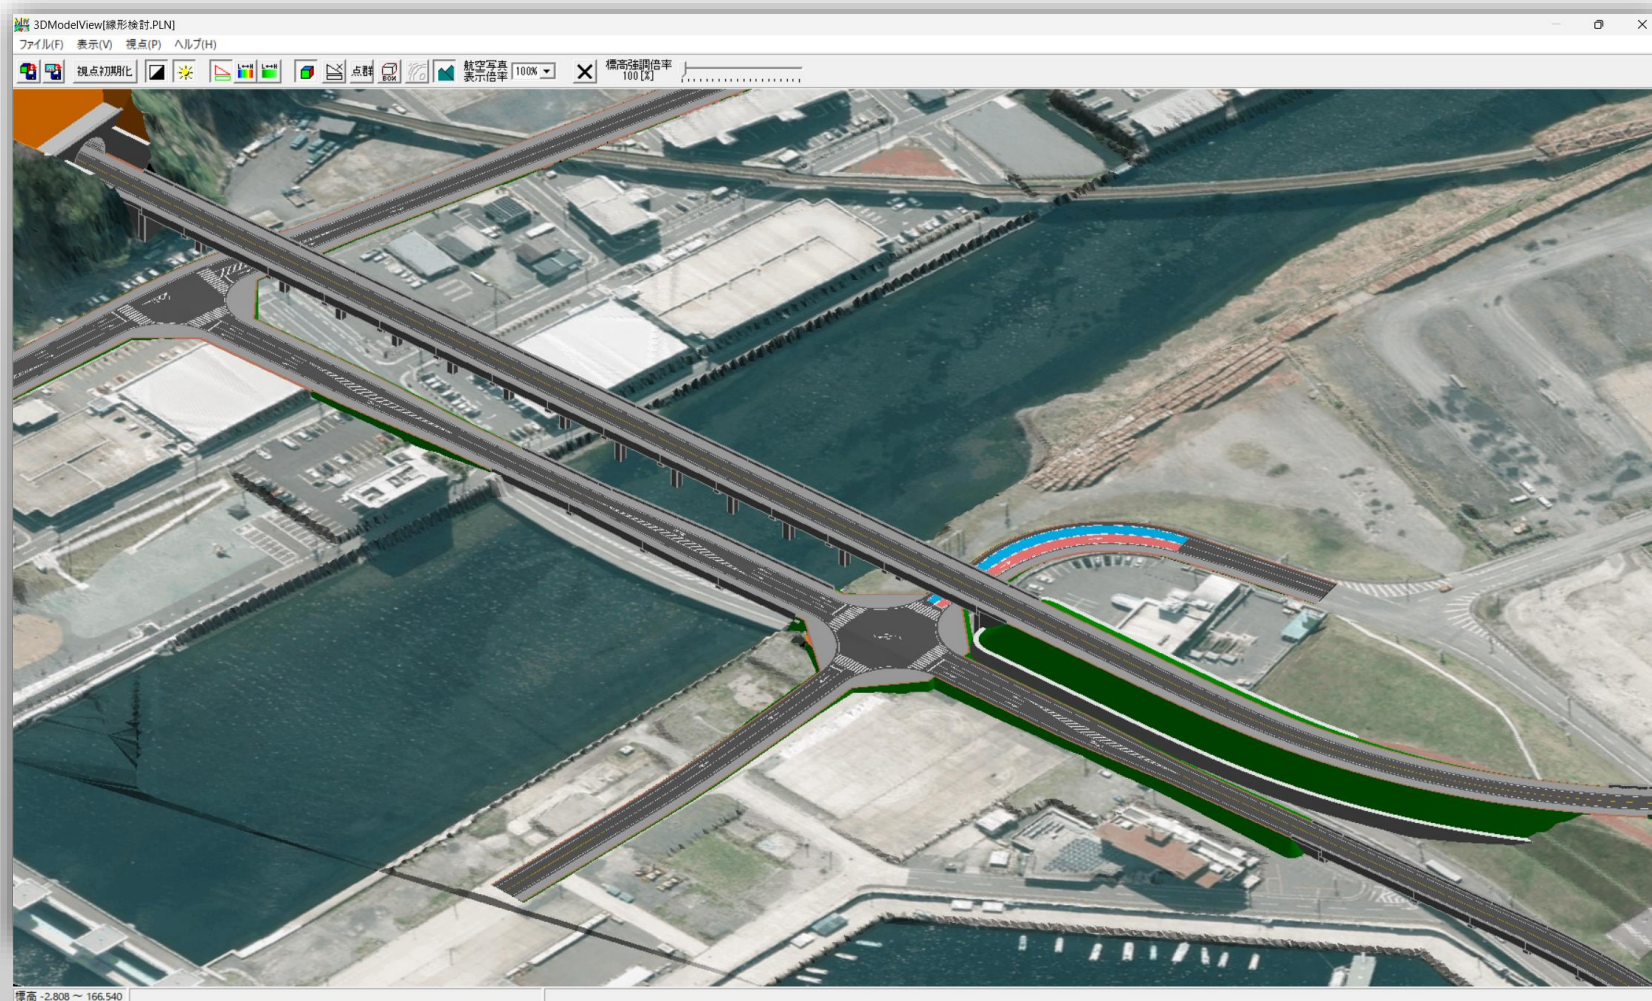 3DModelView[線形検討.PLN]
ファイル(F) 表示(V) 視点(P) ヘルプ(H)
視点初期化 点群 BOX 航空写真 表示倍率 100% 標高強調倍率 100 [%]
標高 -2.808 ～ 166.540